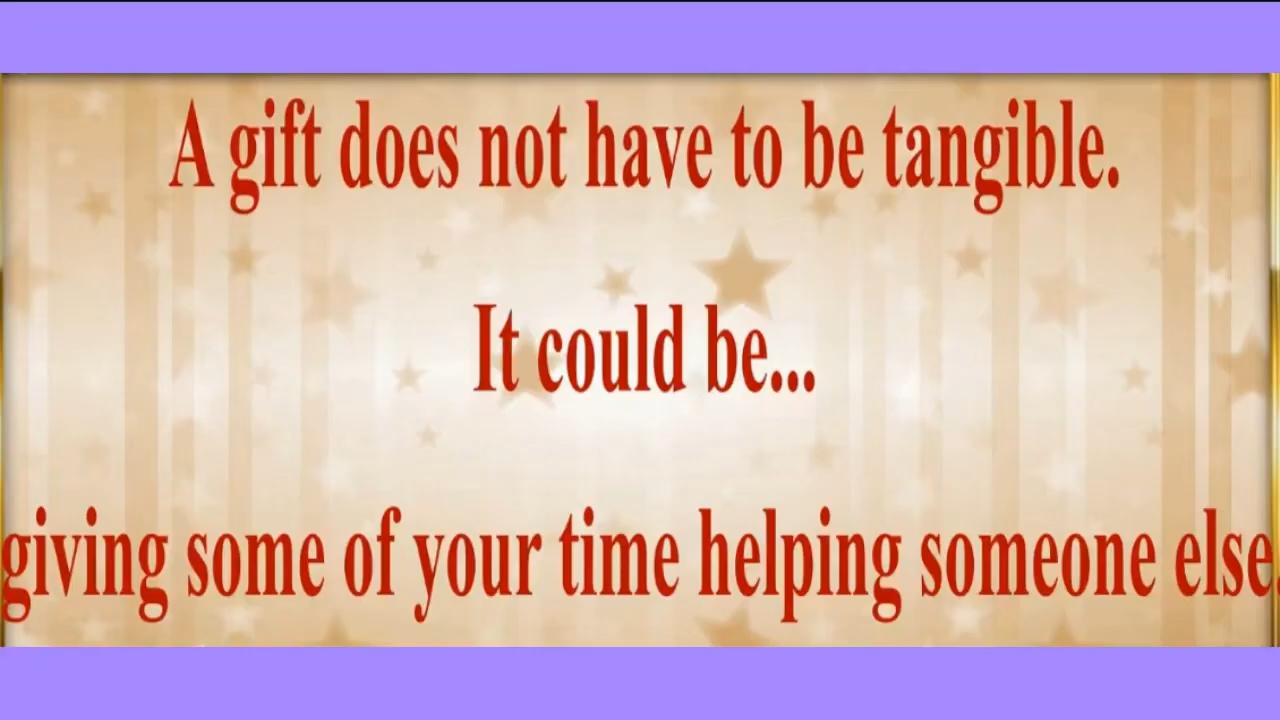 A gift does not have to be tangible.
It could be...
giving some of your time helping someone else.